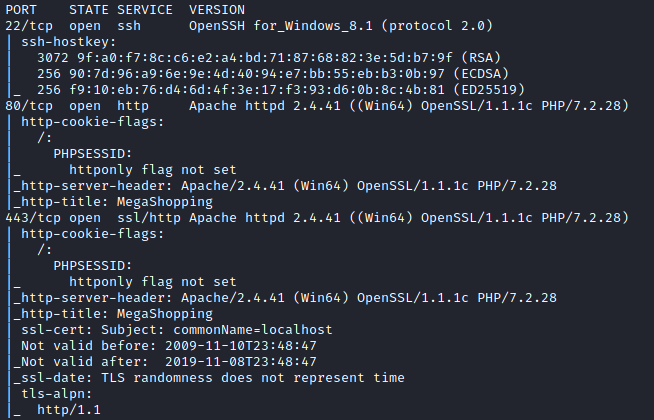 PORT    STATE SERVICE  VERSION
22/tcp  open  ssh      OpenSSH for_Windows_8.1 (protocol 2.0)
| ssh-hostkey:
|   3072 9f:a0:f7:8c:c6:e2:a4:bd:71:87:68:82:3e:5d:b7:9f (RSA)
|   256 90:7d:96:a9:6e:9e:4d:40:94:e7:bb:55:eb:b3:0b:97 (ECDSA)
|_  256 f9:10:eb:76:d4:6d:4f:3e:17:f3:93:d6:0b:8c:4b:81 (ED25519)
80/tcp  open  http     Apache httpd 2.4.41 ((Win64) OpenSSL/1.1.1c PHP/7.2.28)
| http-cookie-flags:
|   /:
|     PHPSESSID:
|_      httponly flag not set
|_http-server-header: Apache/2.4.41 (Win64) OpenSSL/1.1.1c PHP/7.2.28
|_http-title: MegaShopping
443/tcp open  ssl/http Apache httpd 2.4.41 ((Win64) OpenSSL/1.1.1c PHP/7.2.28)
| http-cookie-flags:
|   /:
|     PHPSESSID:
|_      httponly flag not set
|_http-server-header: Apache/2.4.41 (Win64) OpenSSL/1.1.1c PHP/7.2.28
|_http-title: MegaShopping
| ssl-cert: Subject: commonName=localhost
| Not valid before: 2009-11-10T23:48:47
|_Not valid after:  2019-11-08T23:48:47
|_ssl-date: TLS randomness does not represent time
| tls-alpn:
|_  http/1.1